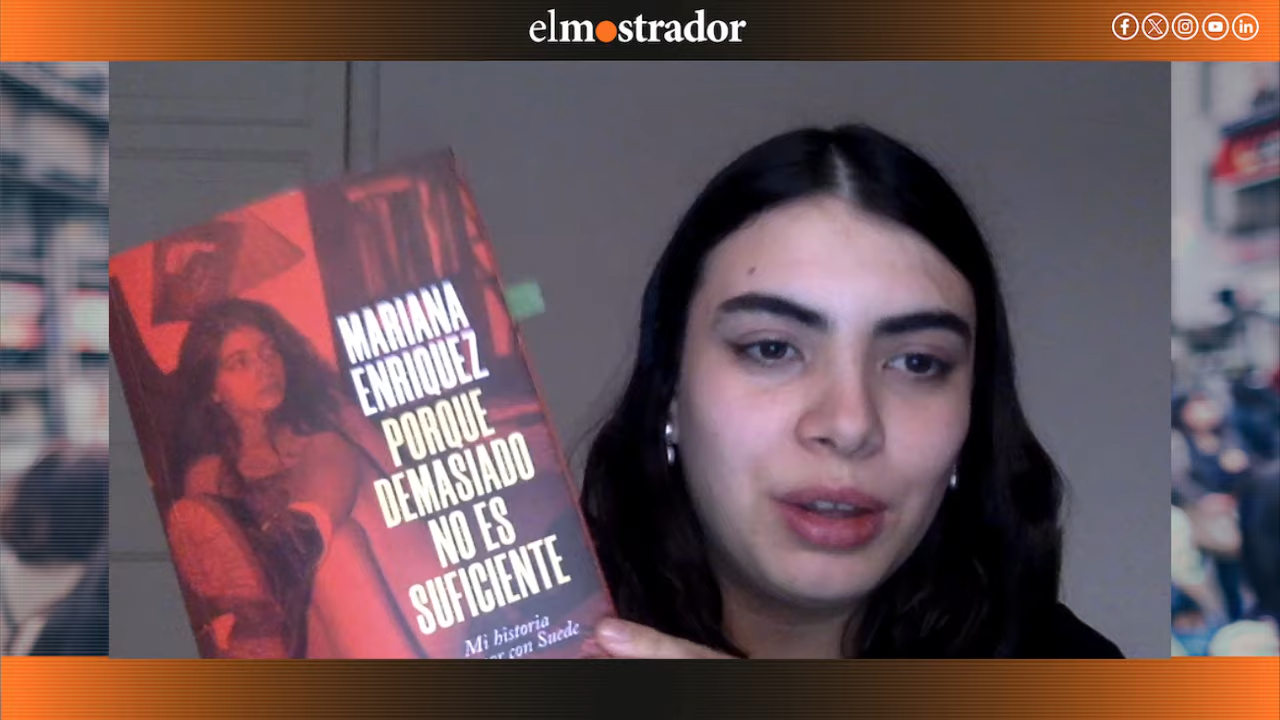 elmostrador
MARIANA
ENRIQUEZ
PORQUE
DEMASIADO
NO ES
SUFICIENTE
Mi historia
con Suede